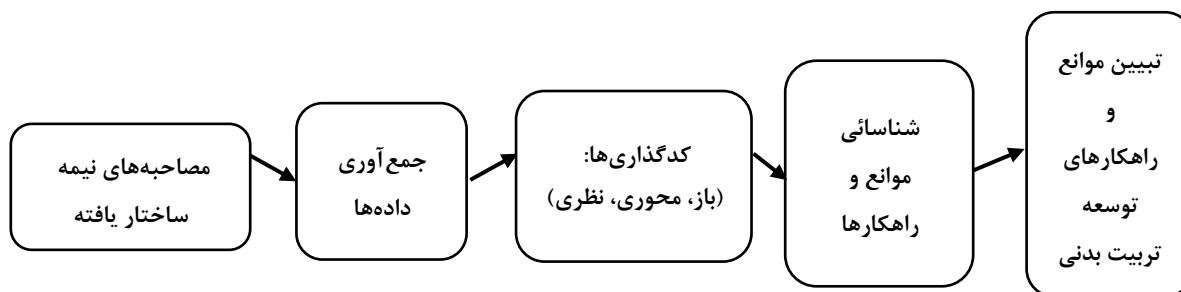 مصاحبه‌های نیمه
ساختار یافته
جمع‌آوری
داده‌ها
کدگذاری‌ها:
(باز، محوری، نظری)
شناسائی
موانع و
راهکارها
تبیین موانع
و
راهکارهای
توسعه
تربیت بدنی